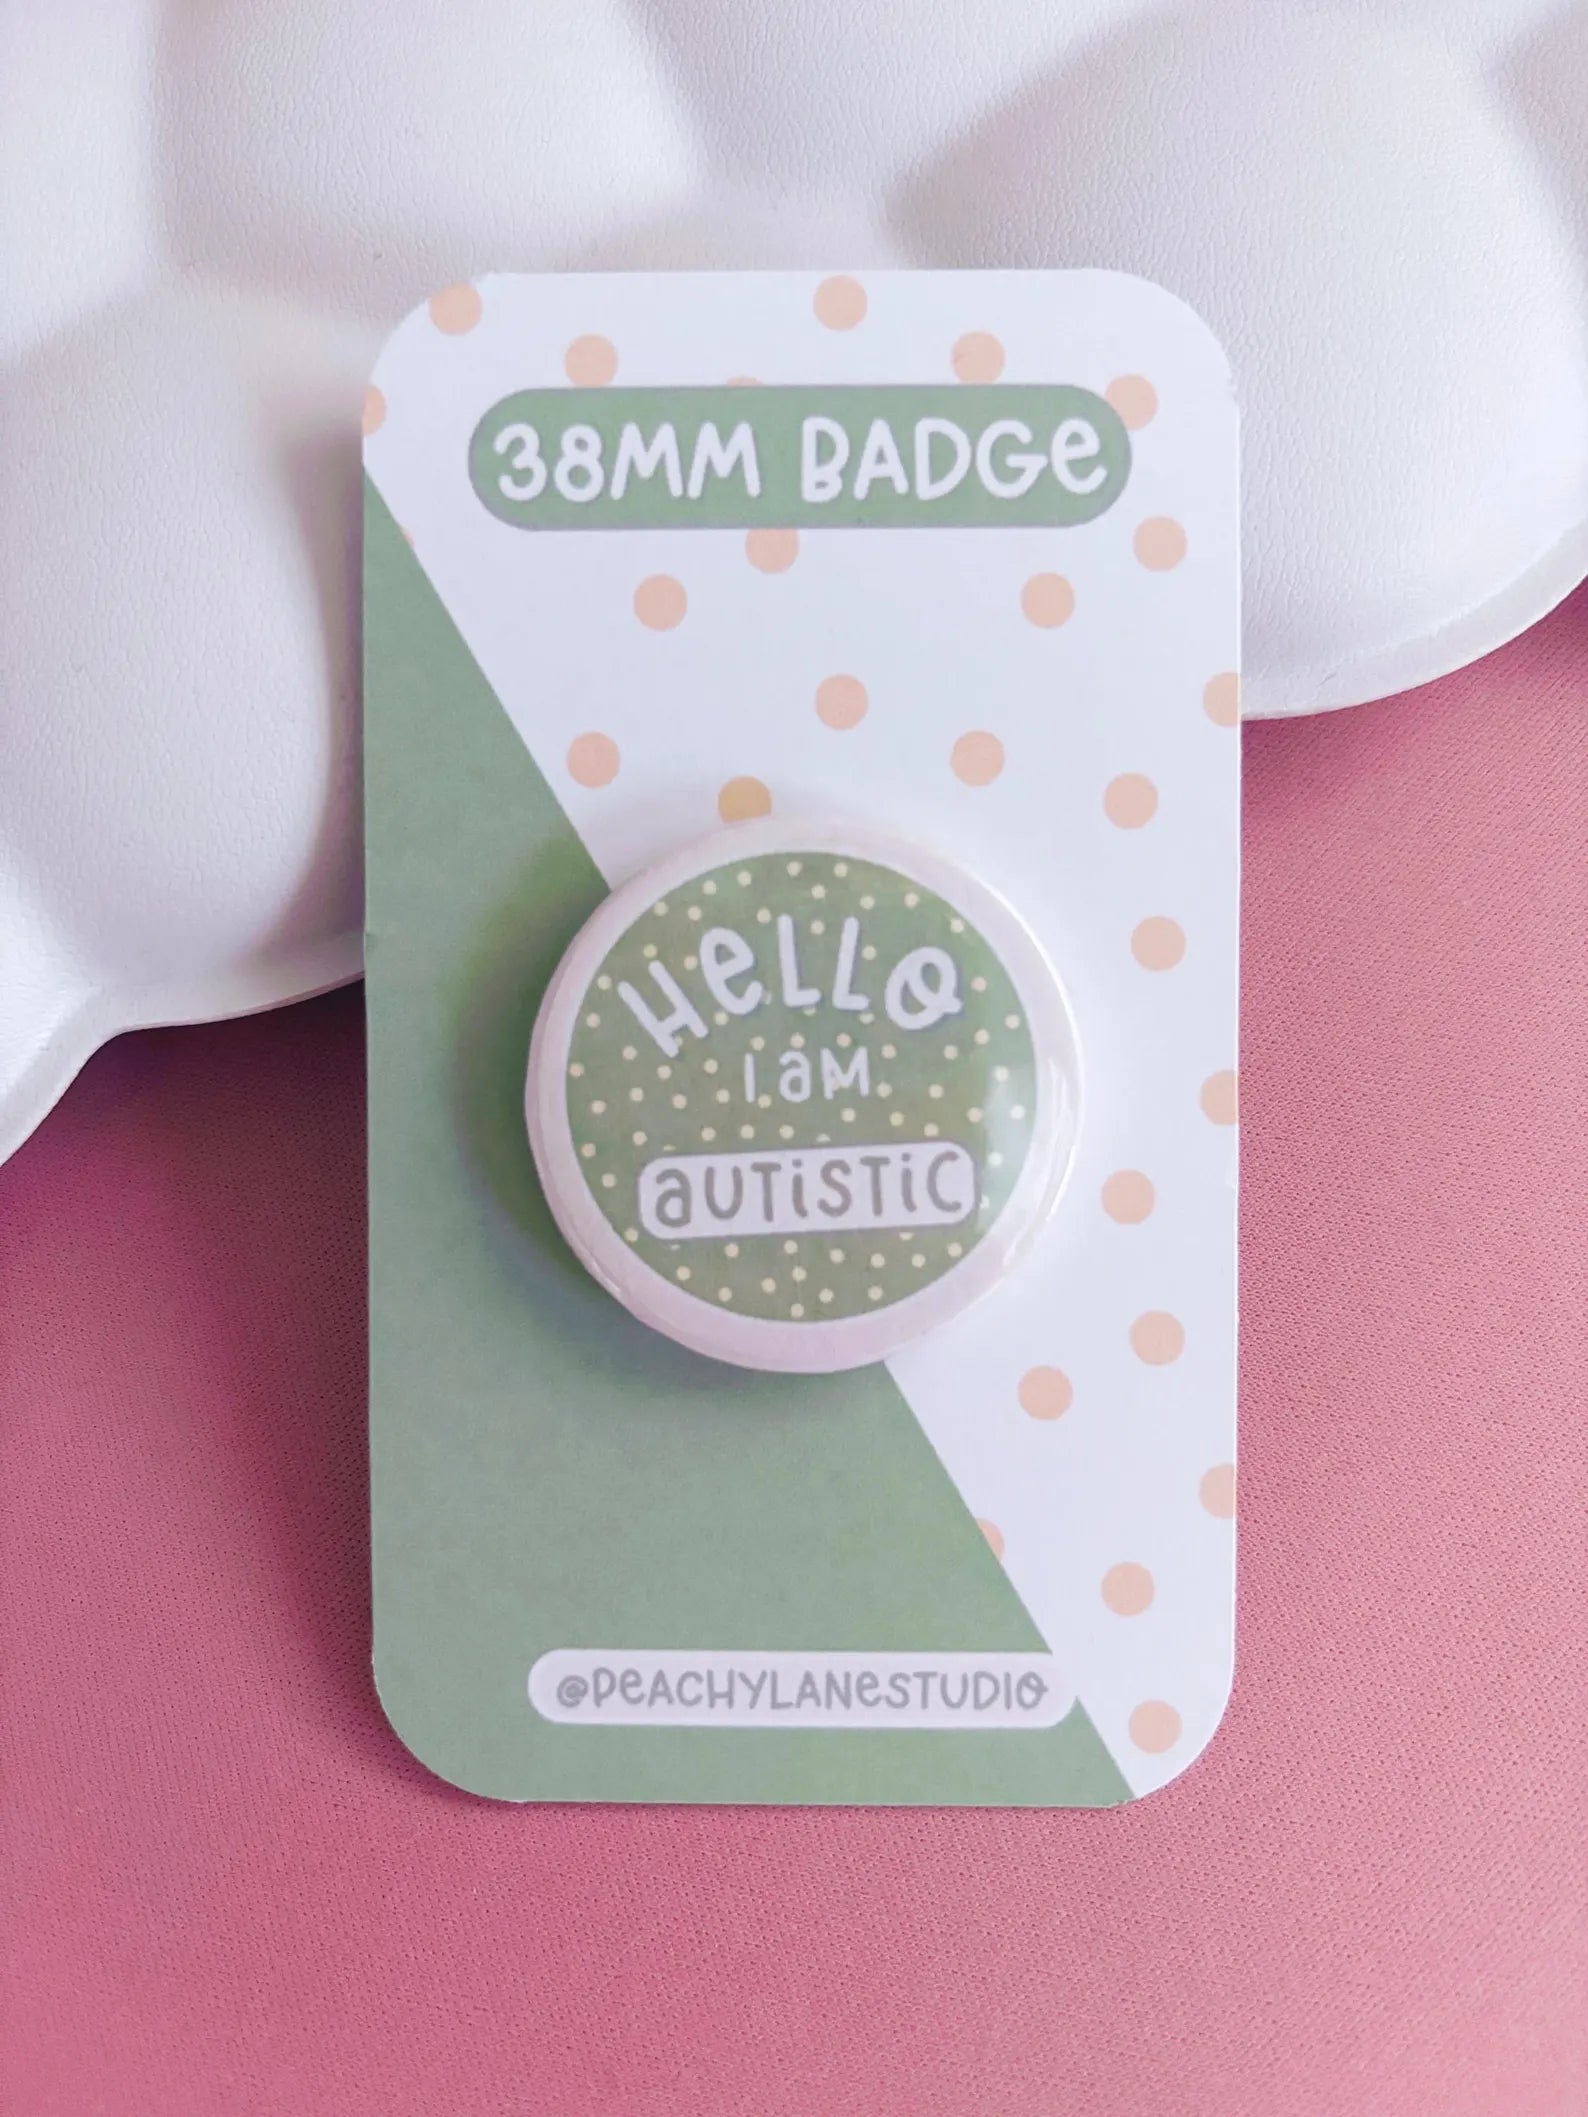 38MM BADGe
HeLLO
I aM
aUTiSTiC
@PeACHYLANeSTUDIO